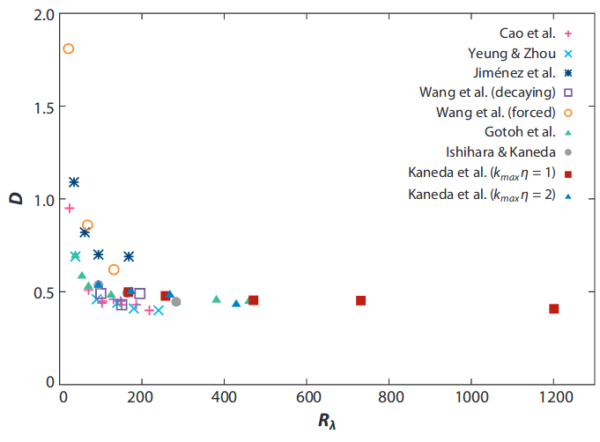 2.0
1.5
1.0
0.5
0
D
Cao et al.
Yeung & Zhou
Jiménez et al.
Wang et al. (decaying)
Wang et al. (forced)
Gotoh et al.
Ishihara & Kaneda
Kaneda et al. (kmaxη = 1)
Kaneda et al. (kmaxη = 2)
0 200 400 600 800 1000 1200
Rλ